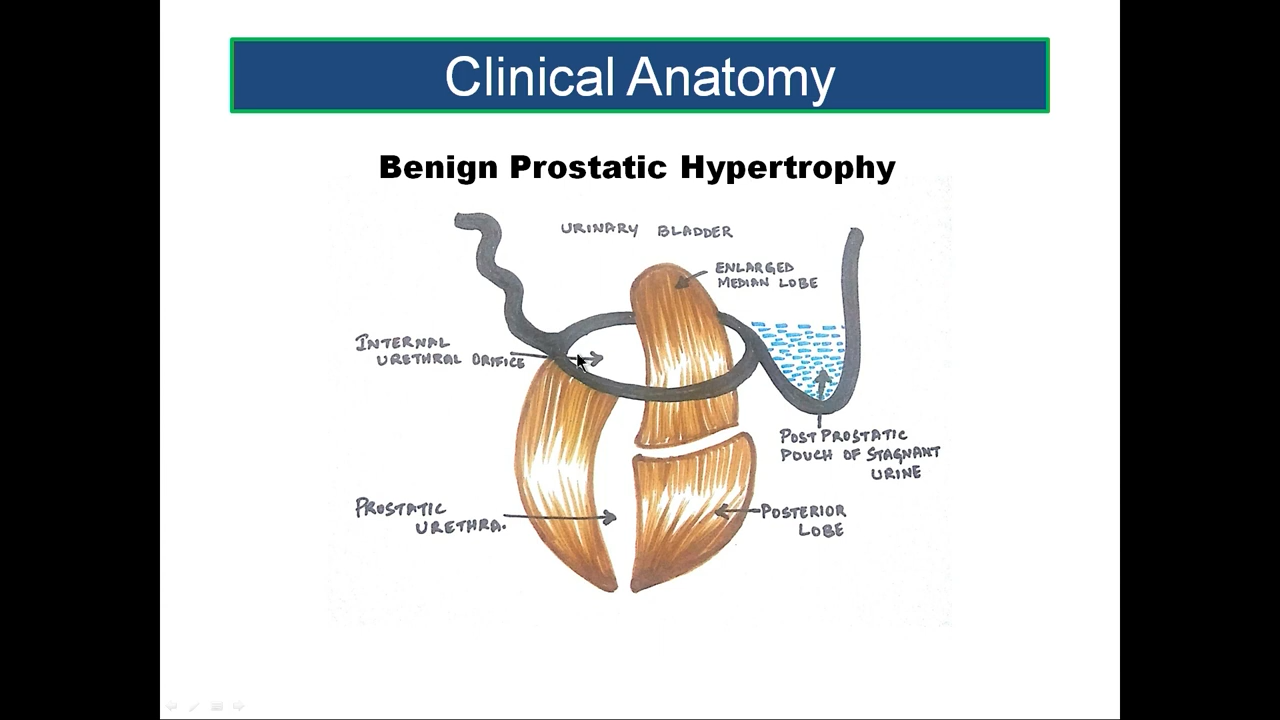 Clinical Anatomy
Benign Prostatic Hypertrophy
URINARY BLADDER
ENLARGED
MEDIAN LOBE
INTERNAL
URETHRAL ORIFICE
POST PROSTATIC
POUCH OF STAGNANT
URINE
PROSTATIC
URETHRA.
POSTERIOR
LOBE